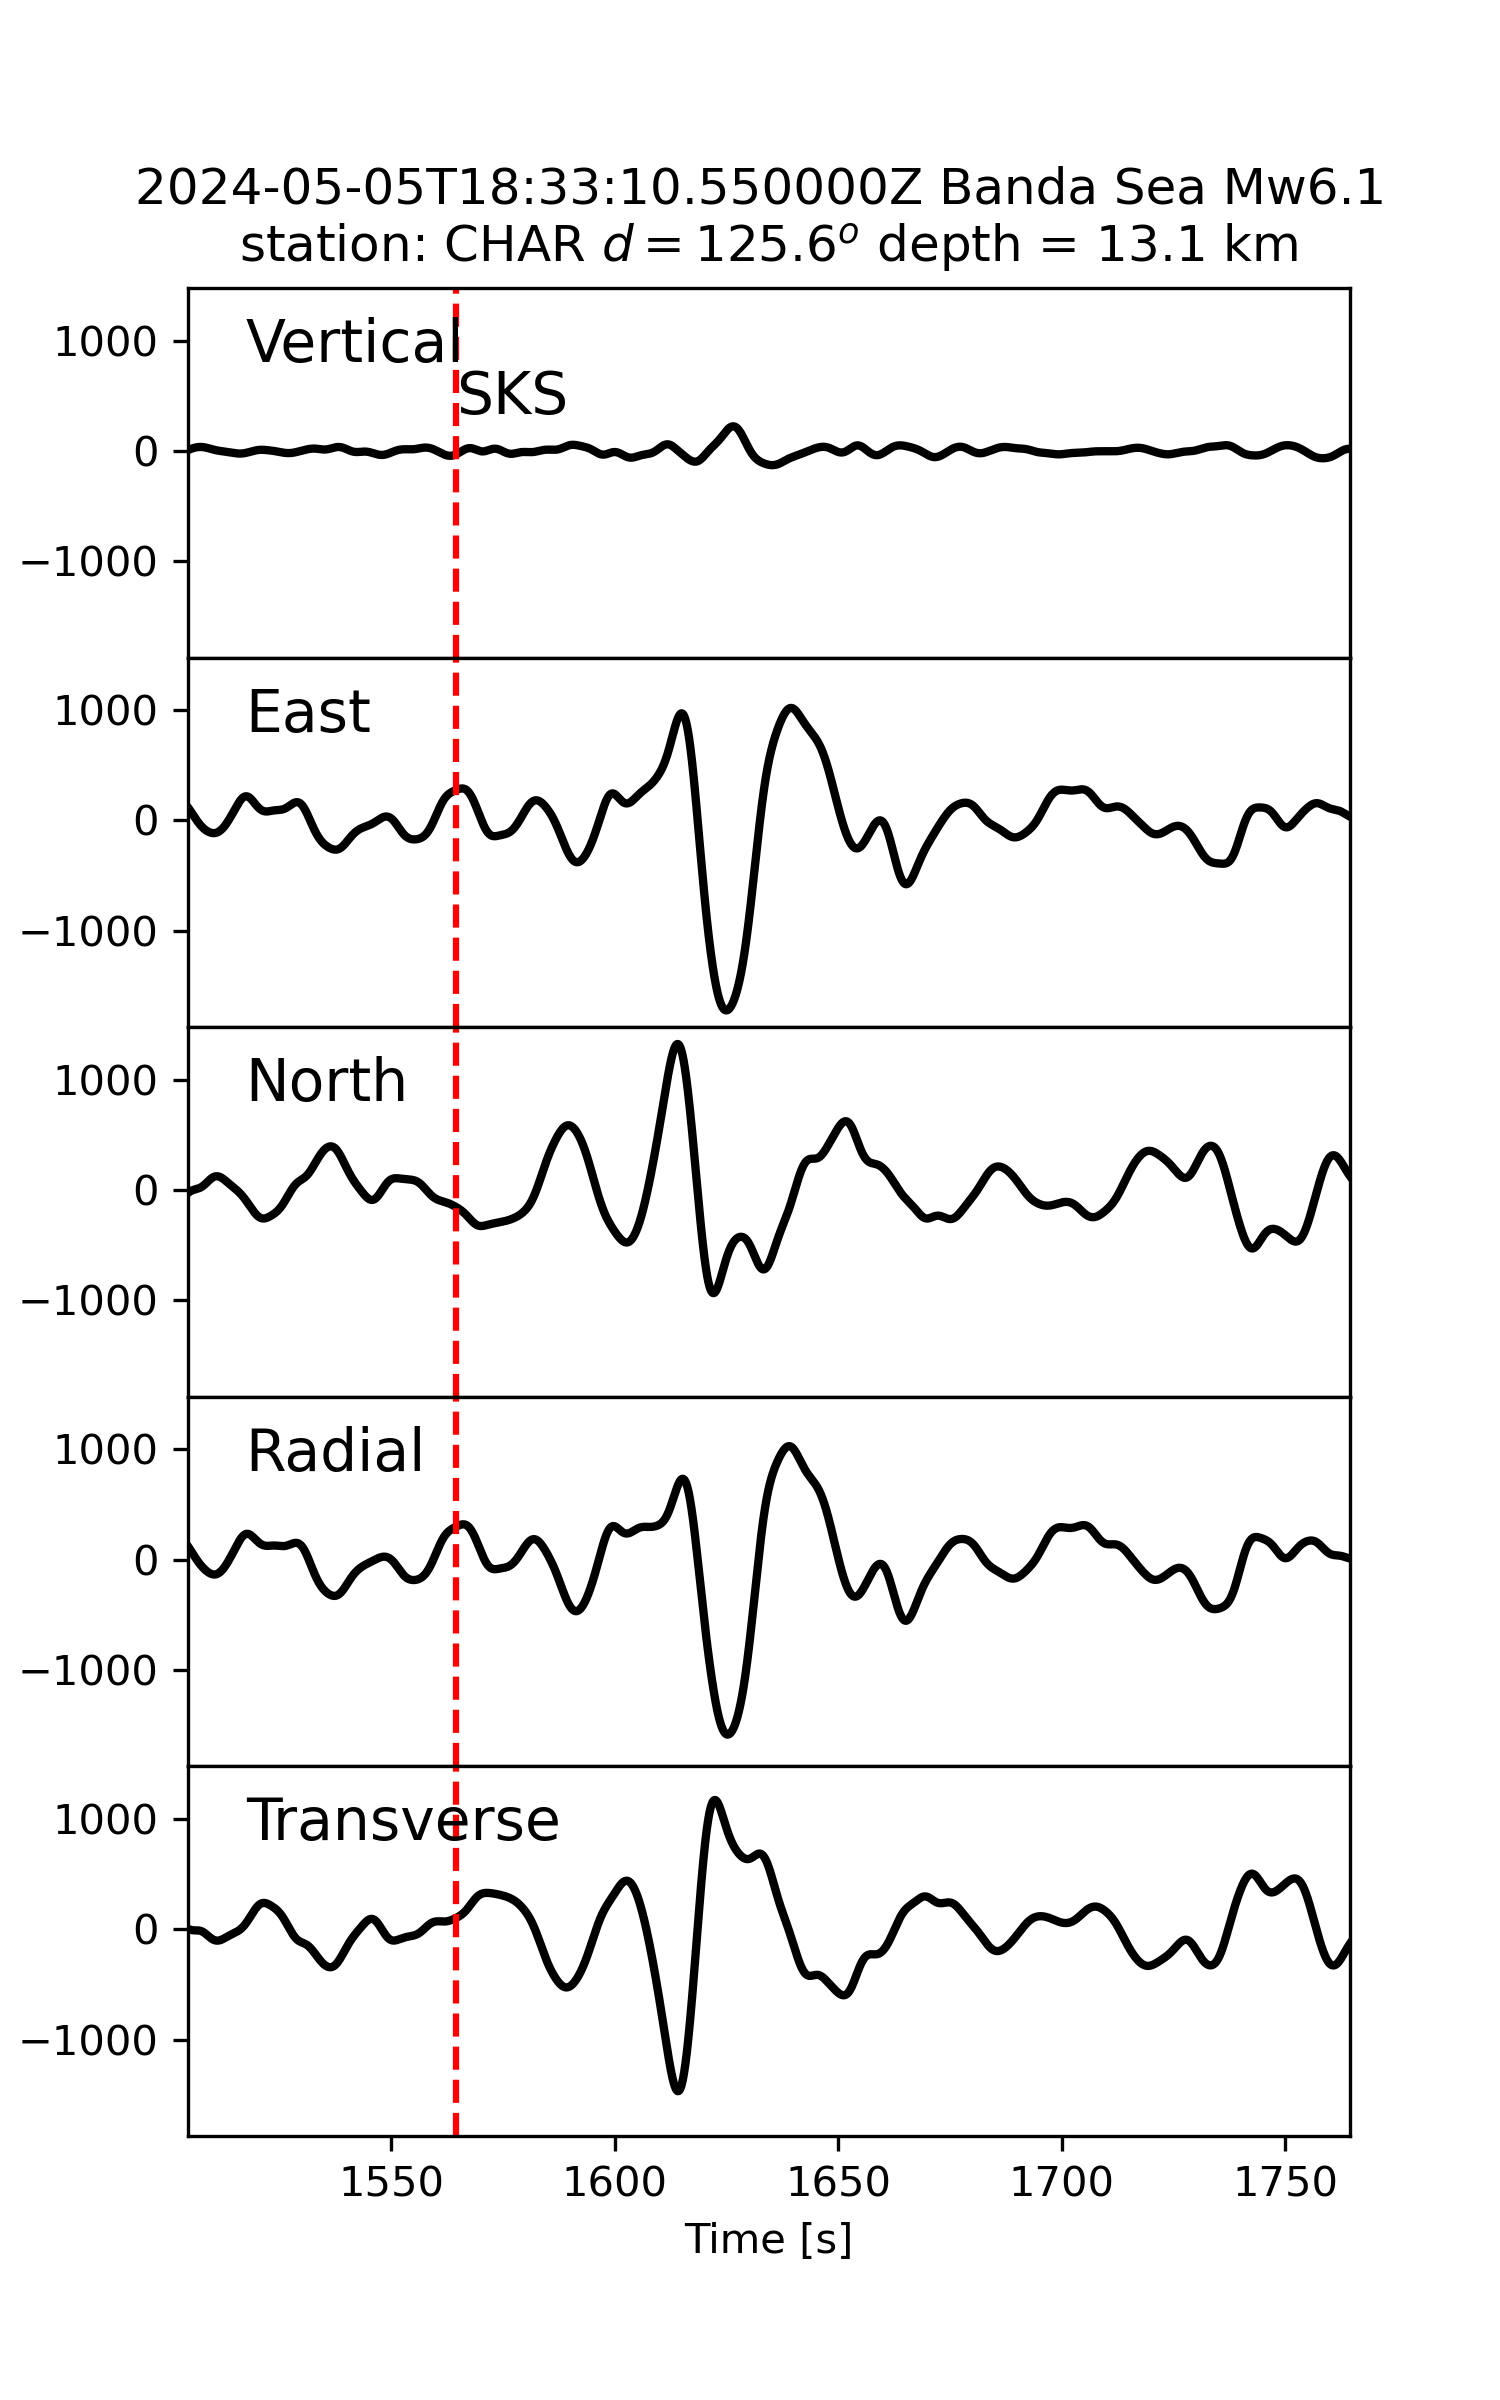 2024-05-05T18:33:10.550000Z Banda Sea Mw6.1
station: CHAR d = 125.6° depth = 13.1 km
1000
Vertical
SKS
0
−1000
1000
East
0
−1000
1000
North
0
−1000
1000
Radial
0
−1000
1000
Transverse
0
−1000
1550 1600 1650 1700 1750
Time [s]